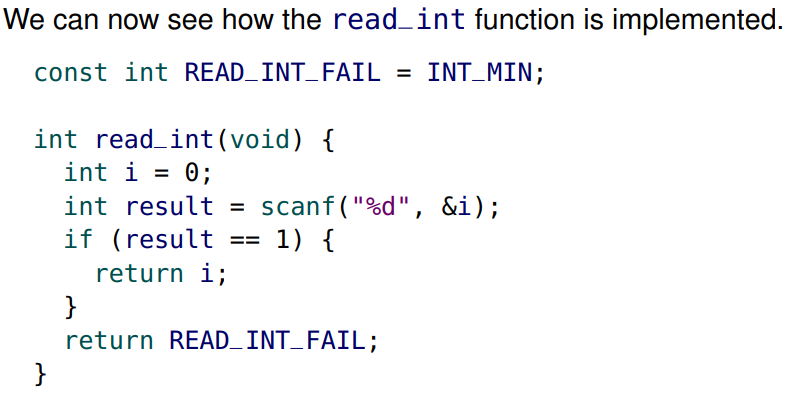 We can now see how the read_int function is implemented.
const int READ_INT_FAIL = INT_MIN;
int read_int(void) {
  int i = 0;
  int result = scanf("%d", &i);
  if (result == 1) {
    return i;
  }
  return READ_INT_FAIL;
}